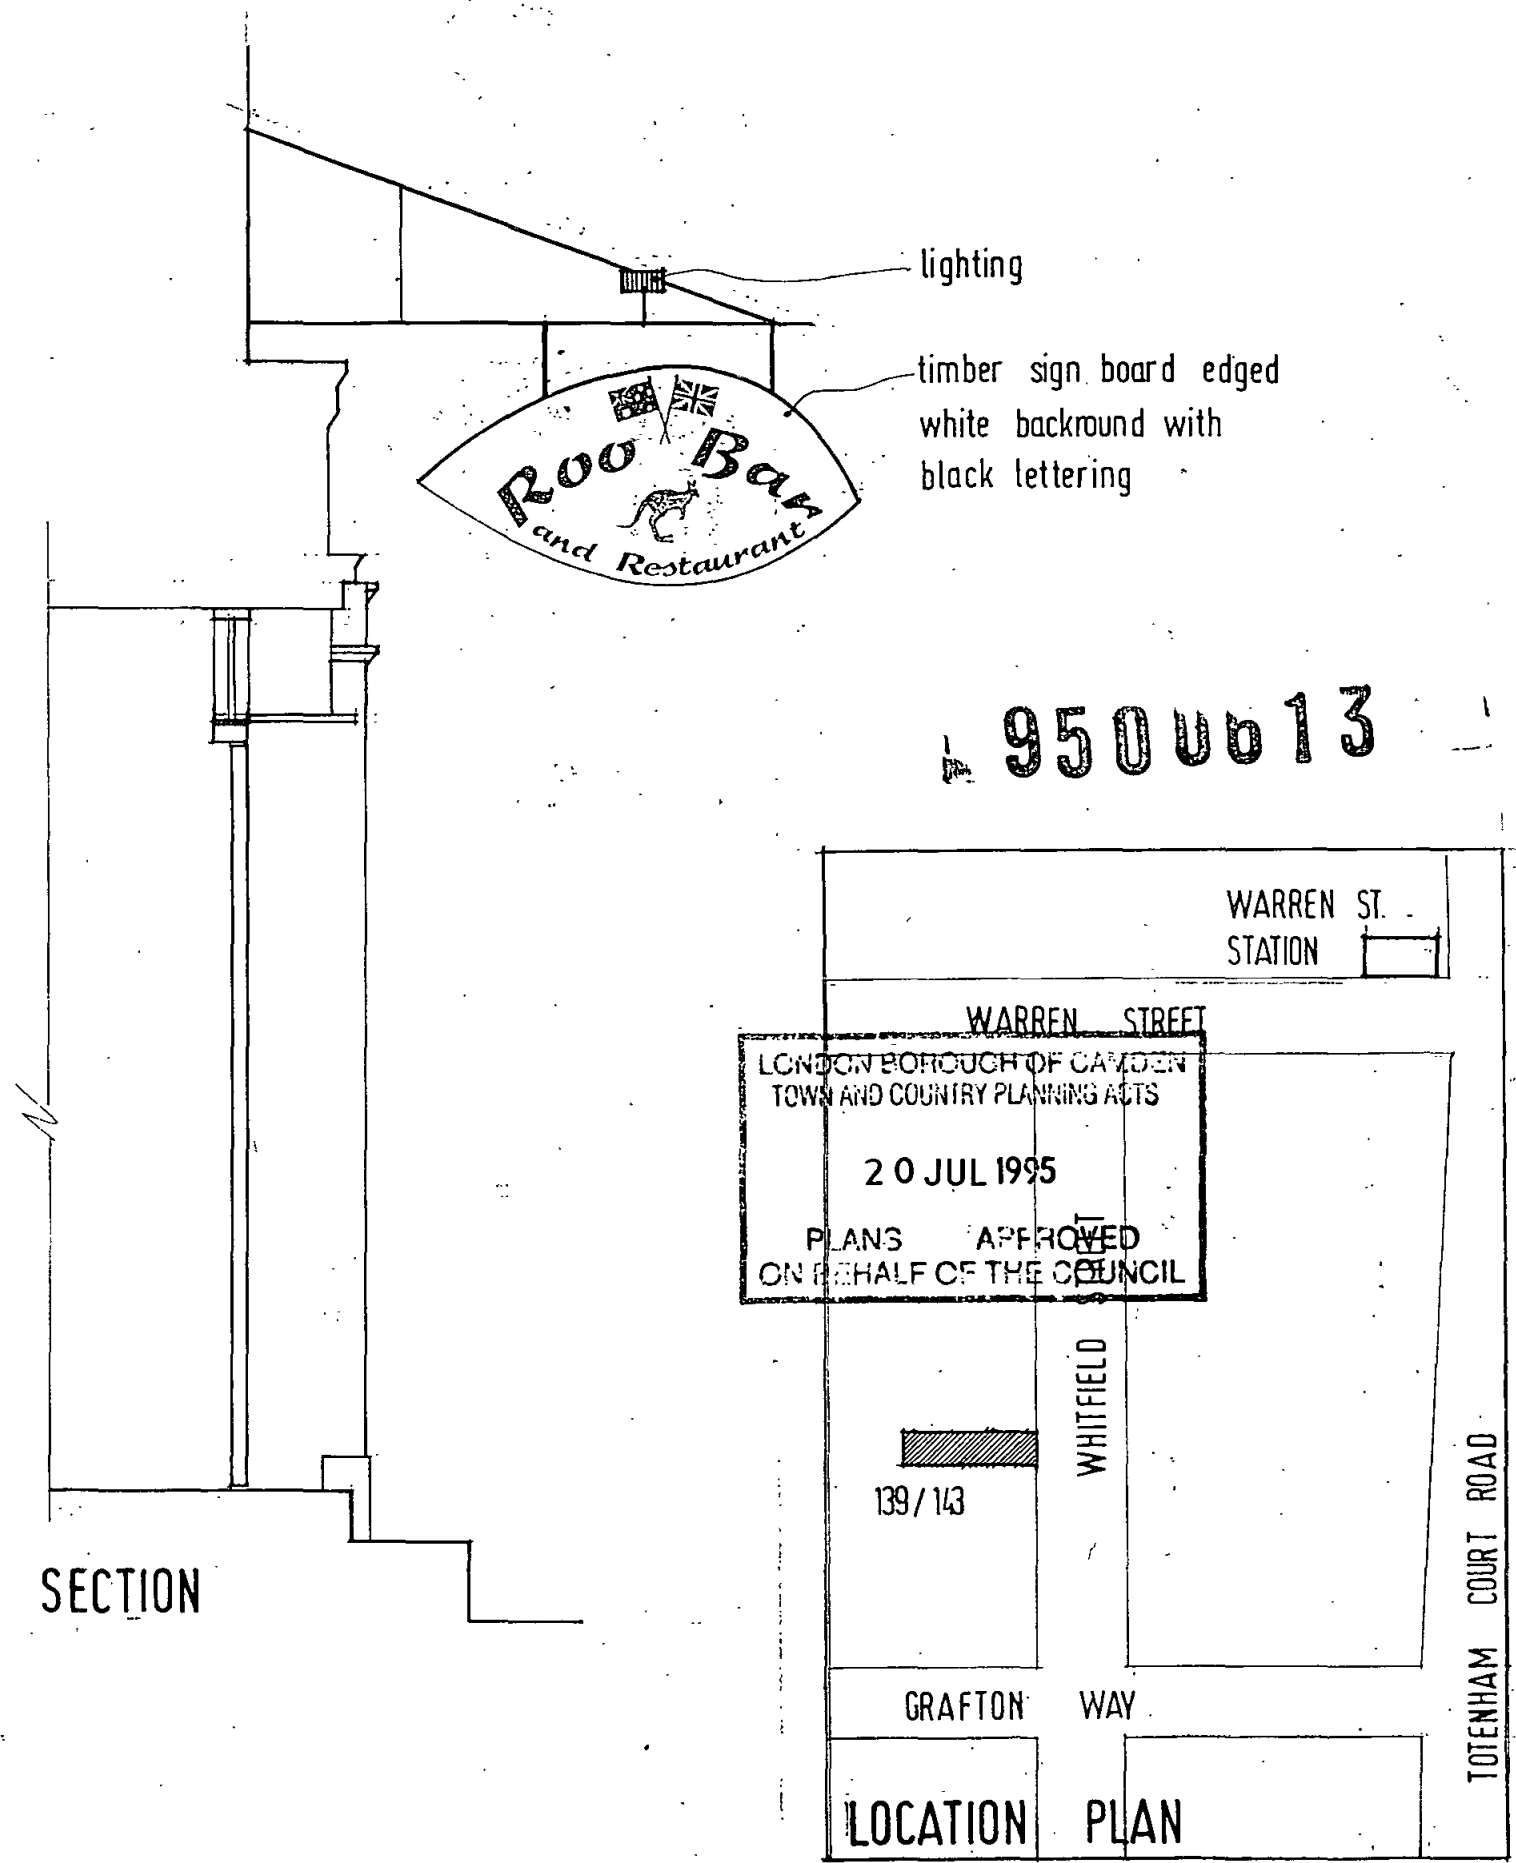 lighting
timber sign board edged
white backround with
black lettering
Roo Bar
and Restaurant
9500613
WARREN ST.
STATION
WARREN STREET
LONDON BOROUGH OF CAMDEN
TOWN AND COUNTRY PLANNING ACTS
20 JUL 1995
PLANS APPROVED
ON BEHALF OF THE COUNCIL
WHITFIELD STREET
139/143
TOTENHAM COURT ROAD
GRAFTON WAY
SECTION
LOCATION PLAN